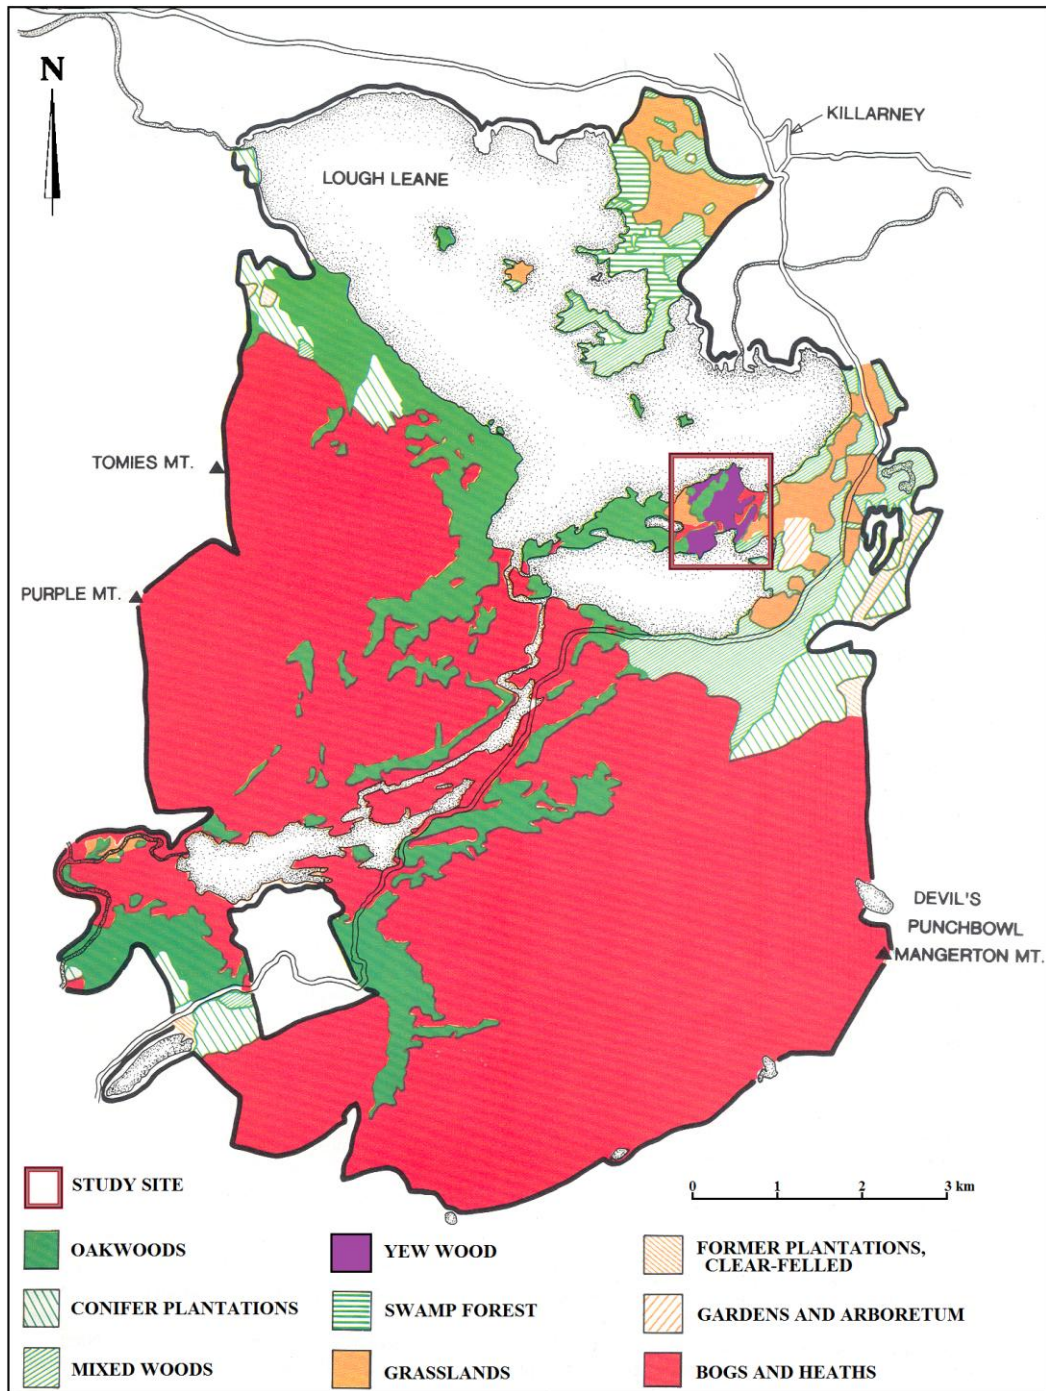 N
KILLARNEY
LOUGH LEANE
TOMIES MT.
PURPLE MT.
DEVIL'S
PUNCHBOWL
MANGERTON MT.
STUDY SITE
0 1 2 3 km
OAKWOODS
YEW WOOD
FORMER PLANTATIONS,
CLEAR-FELLED
CONIFER PLANTATIONS
SWAMP FOREST
GARDENS AND ARBORETUM
MIXED WOODS
GRASSLANDS
BOGS AND HEATHS